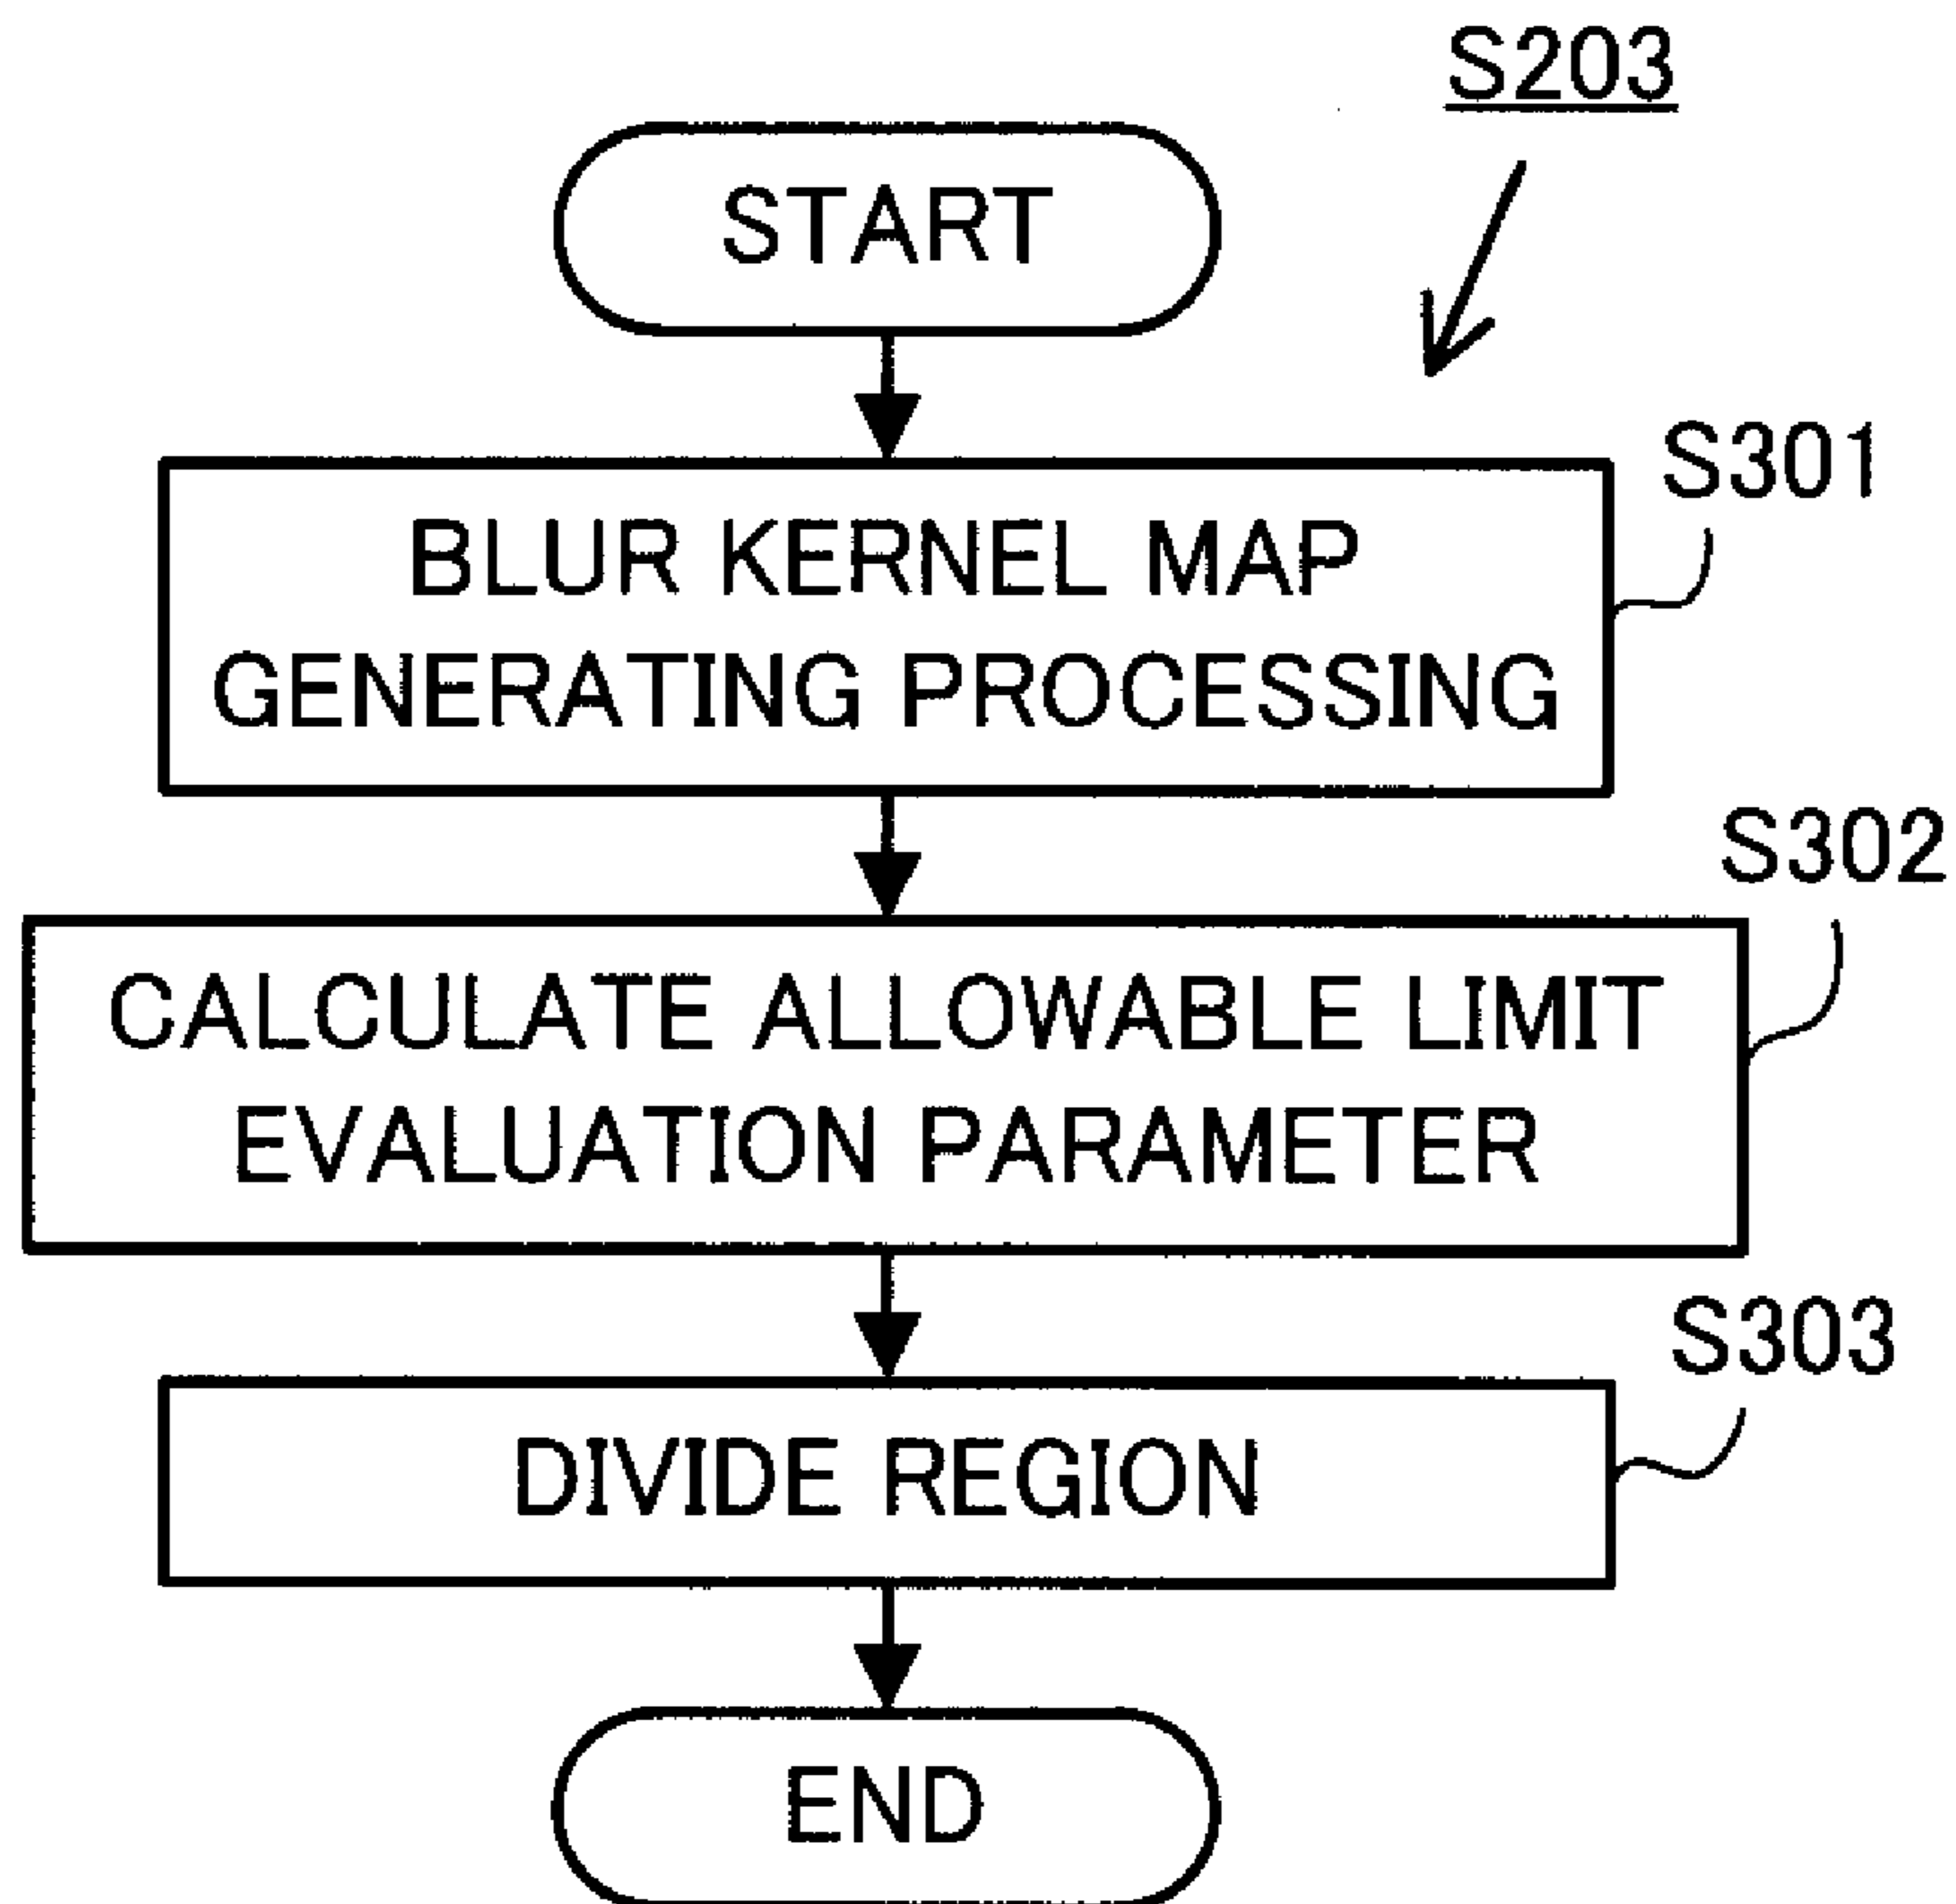 S203
START
S301
BLUR KERNEL MAP
GENERATING PROCESSING
S302
CALCULATE ALLOWABLE LIMIT
EVALUATION PARAMETER
S303
DIVIDE REGION
END